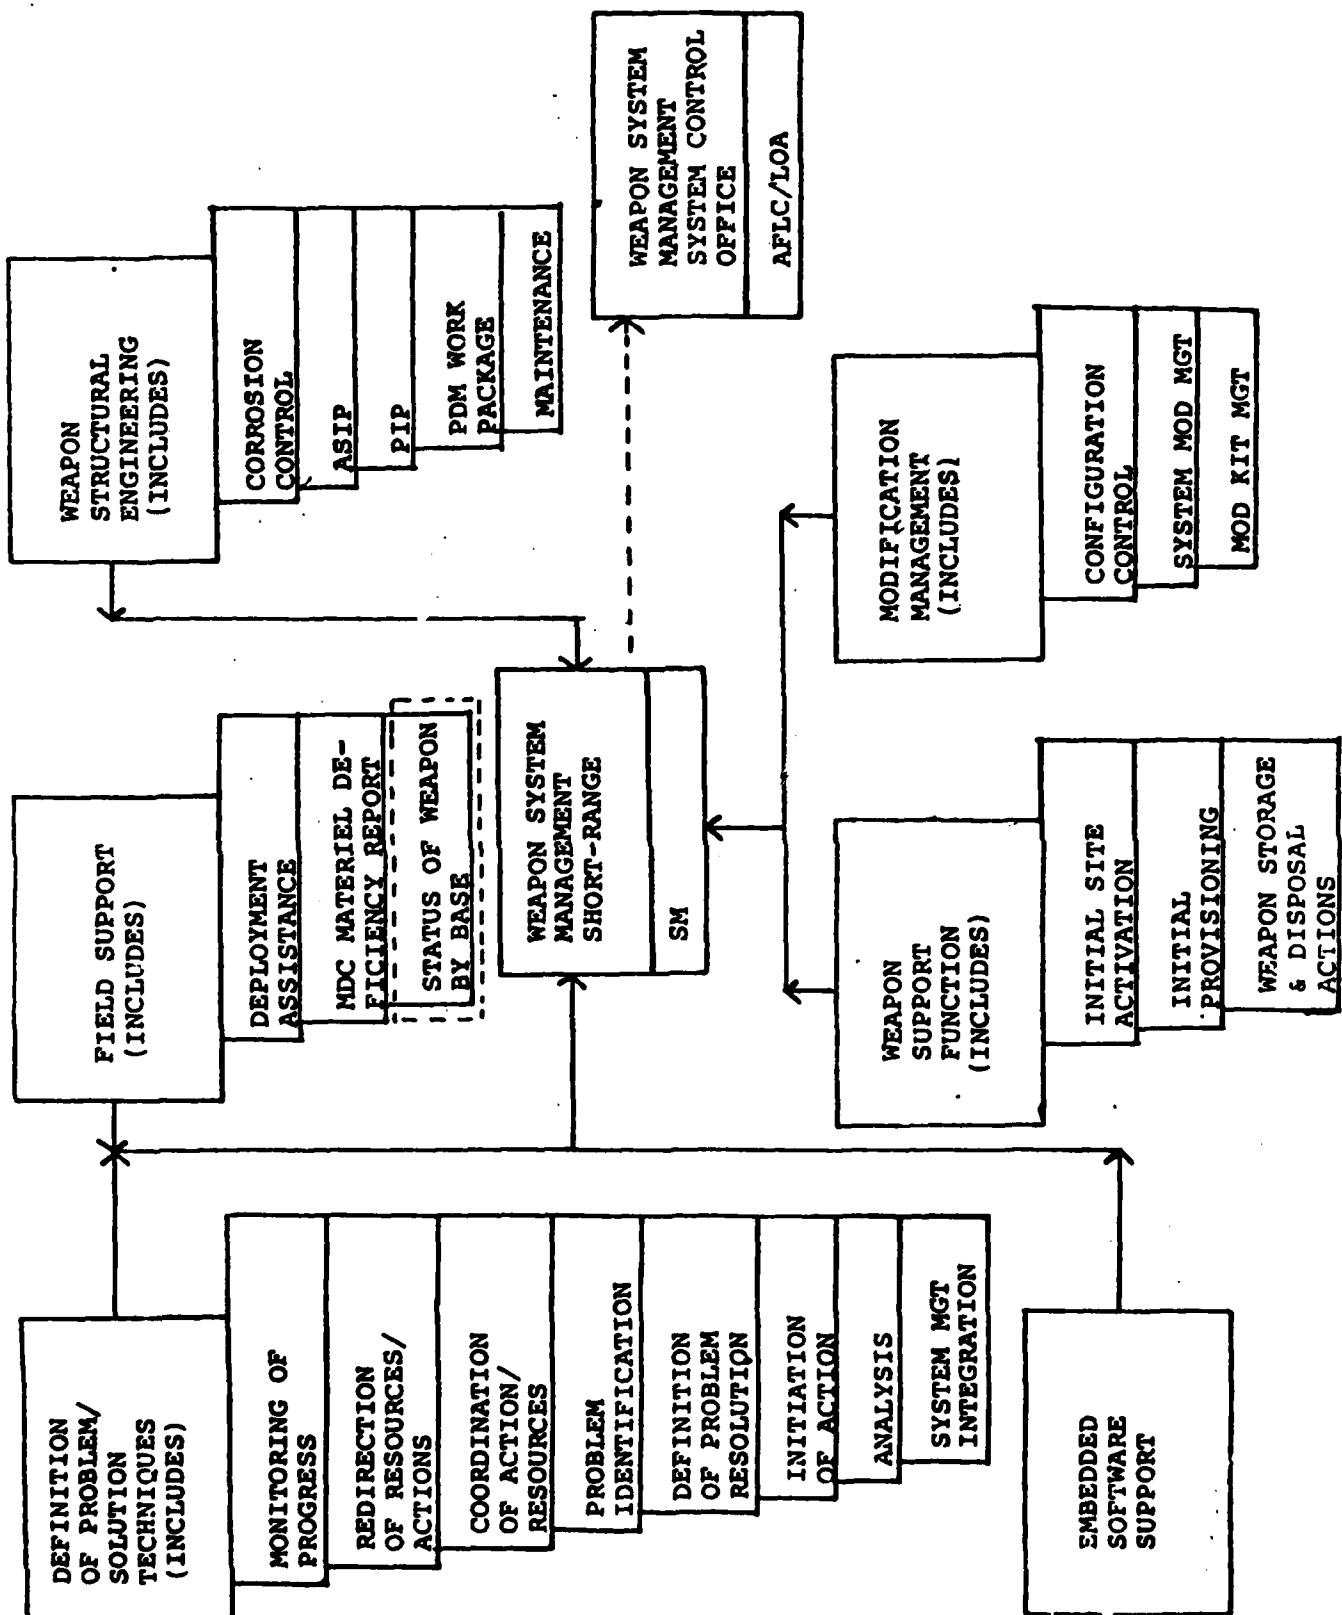 DEFINITION
OF PROBLEM/
SOLUTION
TECHNIQUES
(INCLUDES)
MONITORING OF
PROGRESS
REDIRECTION
OF RESOURCES/
ACTIONS
COORDINATION
OF ACTION/
RESOURCES
PROBLEM
IDENTIFICATION
DEFINITION
OF PROBLEM
RESOLUTION
INITIATION
OF ACTION
ANALYSIS
SYSTEM MGT
INTEGRATION
EMBEDDED
SOFTWARE
SUPPORT
FIELD SUPPORT
(INCLUDES)
DEPLOYMENT
ASSISTANCE
MDC MATERIEL DE-
FICIENCY REPORT
STATUS OF WEAPON
BY BASE
WEAPON SYSTEM
MANAGEMENT
SHORT-RANGE
SM
WEAPON
SUPPORT
FUNCTION
(INCLUDES)
INITIAL SITE
ACTIVATION
INITIAL
PROVISIONING
WEAPON STORAGE
& DISPOSAL
ACTIONS
WEAPON
STRUCTURAL
ENGINEERING
(INCLUDES)
CORROSION
CONTROL
ASIP
PIP
PDM WORK
PACKAGE
MAINTENANCE
WEAPON SYSTEM
MANAGEMENT
SYSTEM CONTROL
OFFICE
AFLC/LOA
MODIFICATION
MANAGEMENT
(INCLUDES)
CONFIGURATION
CONTROL
SYSTEM MOD MGT
MOD KIT MGT